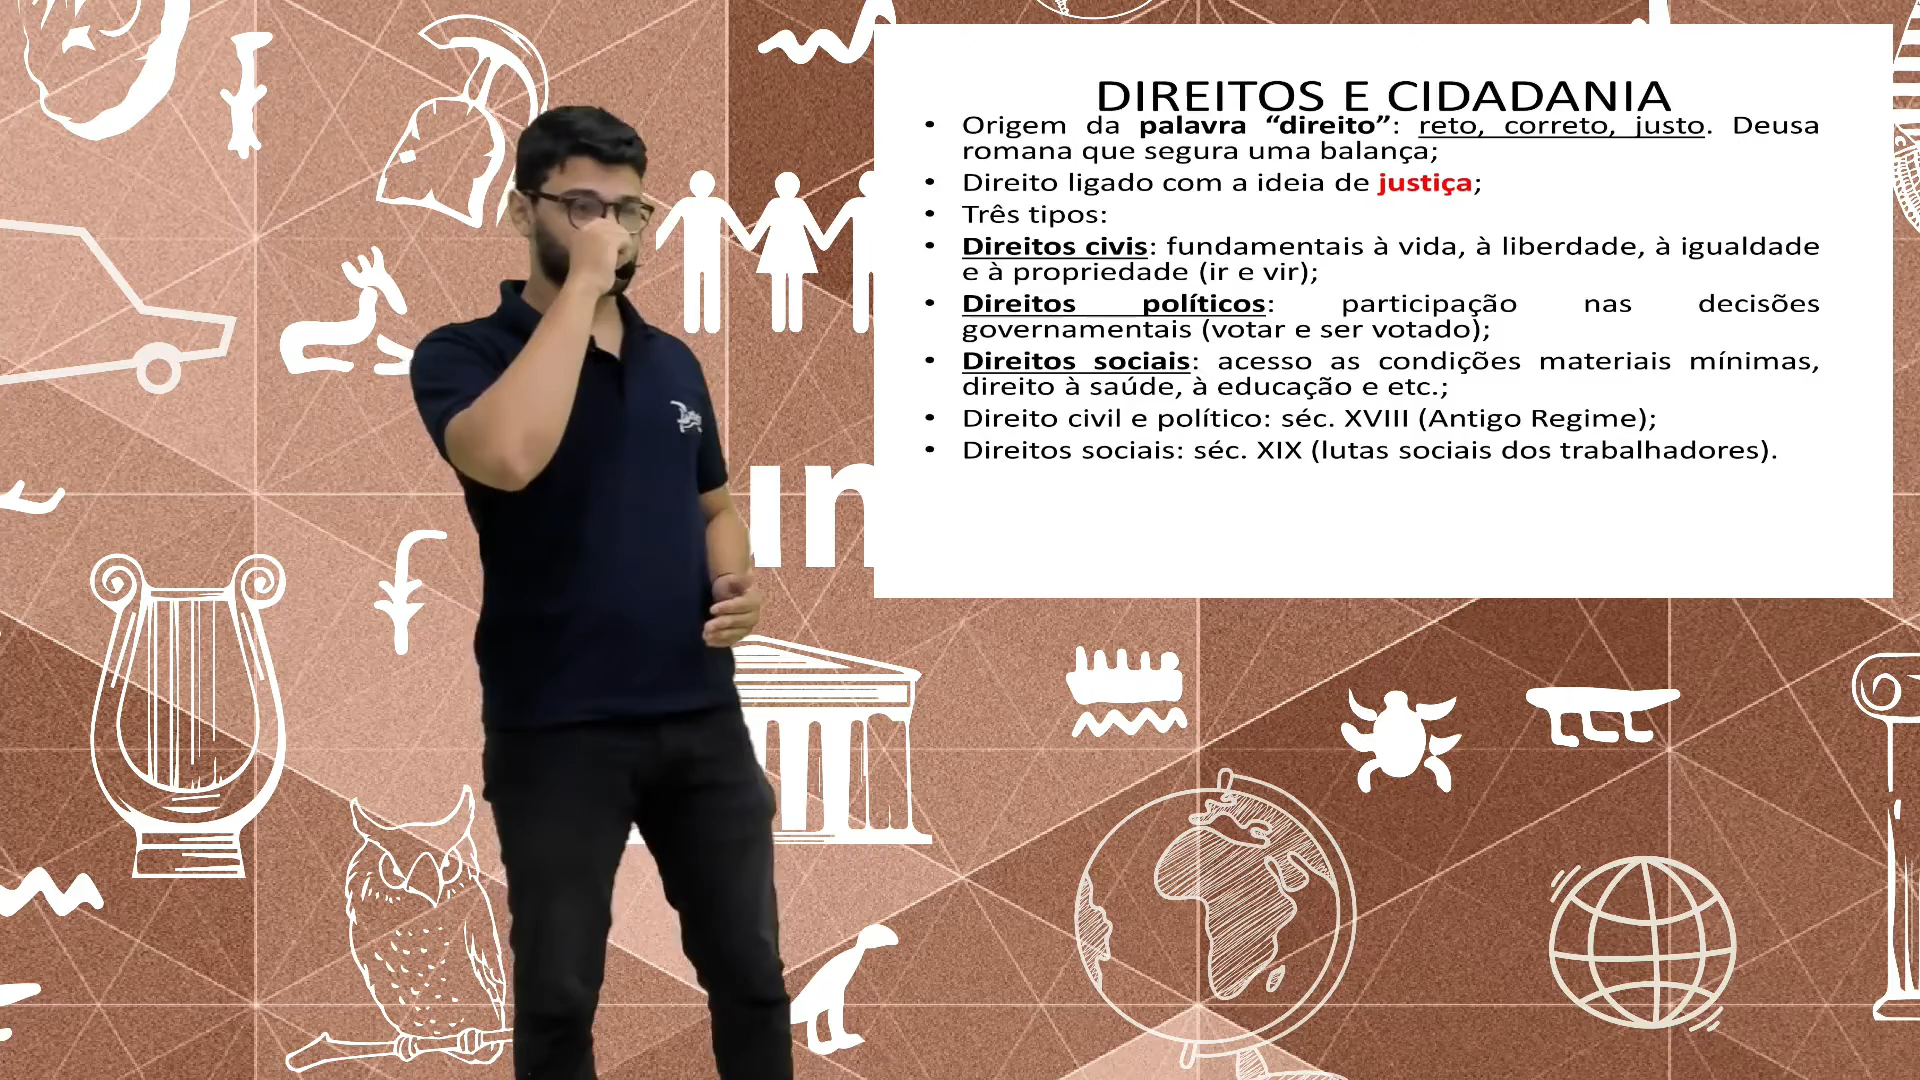 DIREITOS E CIDADANIA
• Origem da palavra “direito”: reto, correto, justo. Deusa
romana que segura uma balança;
• Direito ligado com a ideia de justiça;
• Três tipos:
• Direitos civis: fundamentais à vida, à liberdade, à igualdade
e à propriedade (ir e vir);
• Direitos políticos: participação nas decisões
governamentais (votar e ser votado);
• Direitos sociais: acesso as condições materiais mínimas,
direito à saúde, à educação e etc.;
• Direito civil e político: séc. XVIII (Antigo Regime);
• Direitos sociais: séc. XIX (lutas sociais dos trabalhadores).